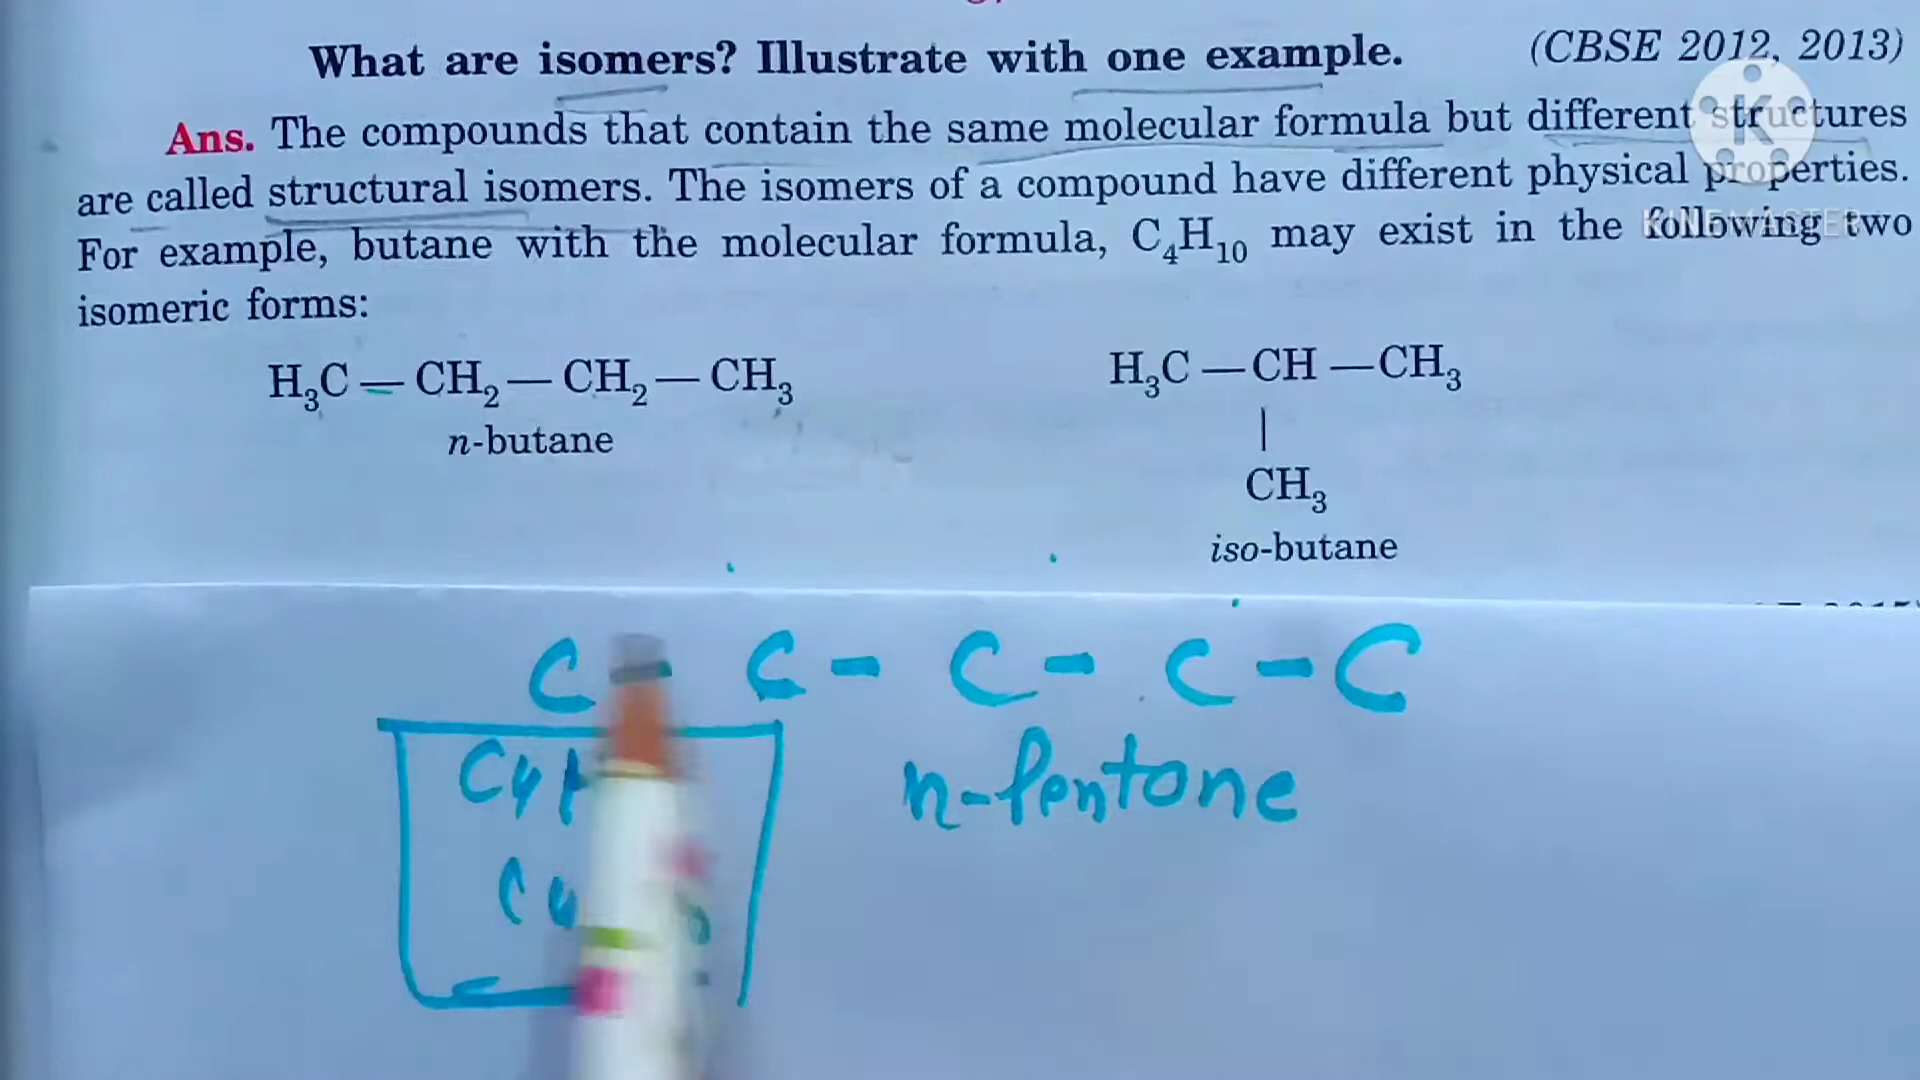 What are isomers? Illustrate with one example. (CBSE 2012, 2013)
Ans. The compounds that contain the same molecular formula but different structures
are called structural isomers. The isomers of a compound have different physical properties.
For example, butane with the molecular formula, C₄H₁₀ may exist in the following two
isomeric forms:
H₃C — CH₂ — CH₂ — CH₃
n-butane
H₃C — CH — CH₃
|
CH₃
iso-butane
KINEMASTER
C - C - C - C - C
n-Pentane